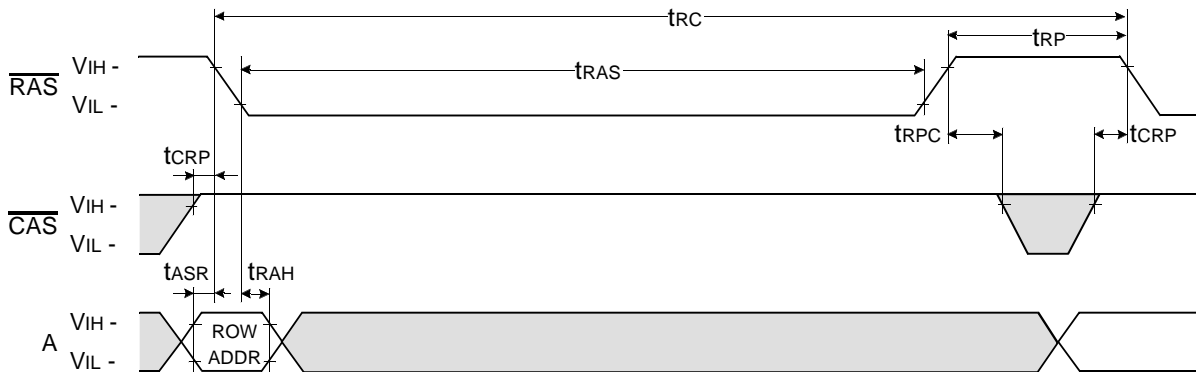 tRC
tRP
RAS
VIH -
VIL -
tRAS
tRPC
tCRP
tCRP
CAS
VIH -
VIL -
tASR
tRAH
A
VIH -
VIL -
ROW
ADDR